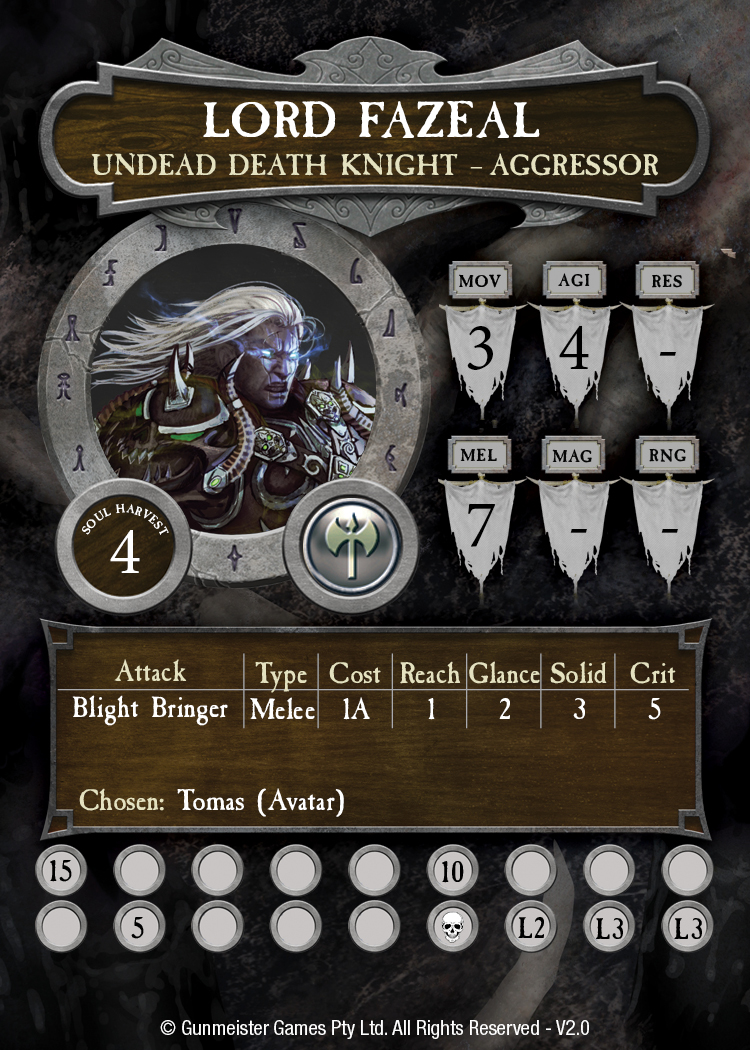 LORD FAZEAL
UNDEAD DEATH KNIGHT – AGGRESSOR
MOV AGI RES
3 4 -
MEL MAG RNG
7 - -
SOUL HARVEST
4
Attack Type Cost Reach Glance Solid Crit
Blight Bringer Melee 1A 1 2 3 5
Chosen: Tomas (Avatar)
15 10
5 L2 L3 L3
© Gunmeister Games Pty Ltd. All Rights Reserved - V2.0